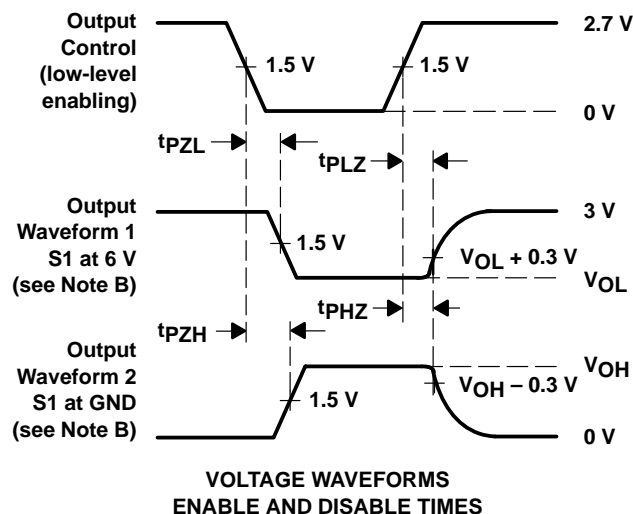 Output
Control
(low-level
enabling)
1.5 V
1.5 V
2.7 V
0 V
tPZL
tPLZ
Output
Waveform 1
S1 at 6 V
(see Note B)
1.5 V
3 V
VOL + 0.3 V
VOL
tPZH
tPHZ
Output
Waveform 2
S1 at GND
(see Note B)
1.5 V
VOH
VOH − 0.3 V
0 V
VOLTAGE WAVEFORMS
ENABLE AND DISABLE TIMES